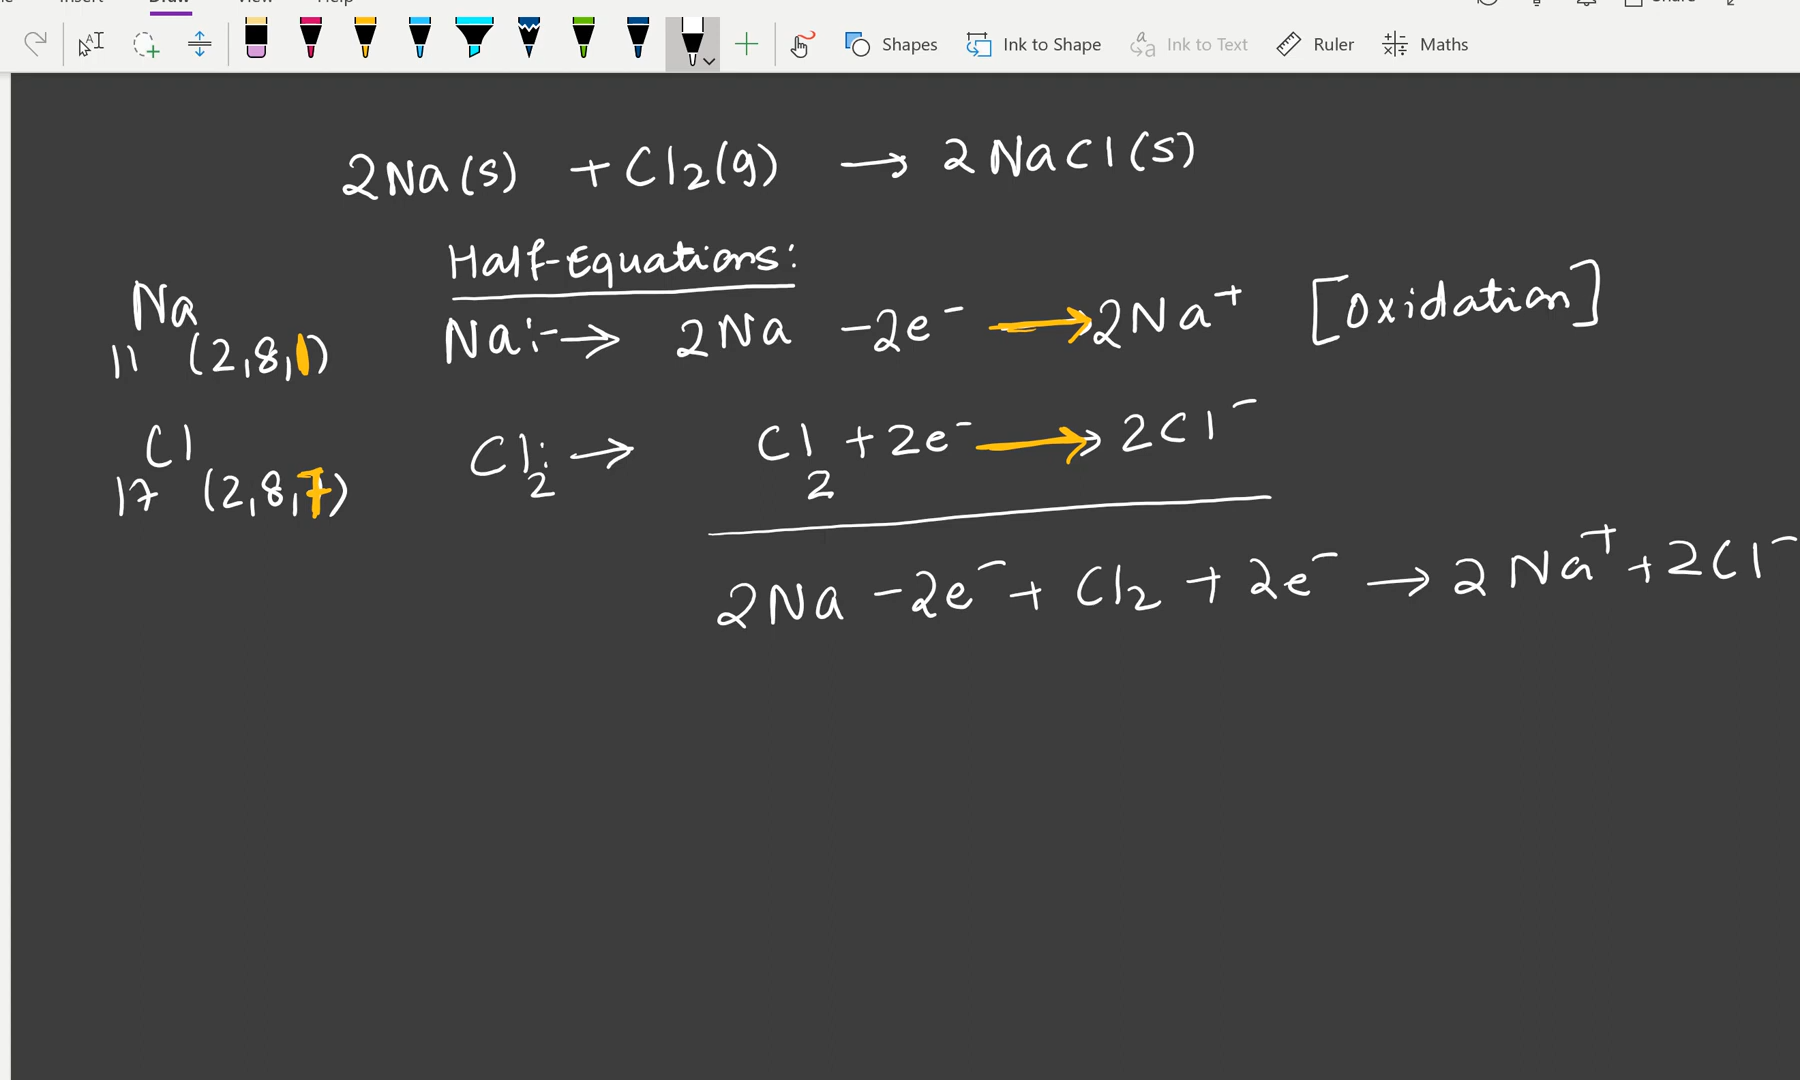 Draw
Shapes Ink to Shape Ink to Text Ruler Maths
2Na(s) + Cl₂(g) → 2NaCl(s)
Half-Equations:
Na
11 (2,8,1)
Na:-→ 2Na -2e⁻ → 2Na⁺ [Oxidation]
Cl
17 (2,8,7)
Cl₂: → Cl₂ + 2e⁻ → 2Cl⁻
2Na - 2e⁻ + Cl₂ + 2e⁻ → 2Na⁺ + 2Cl⁻